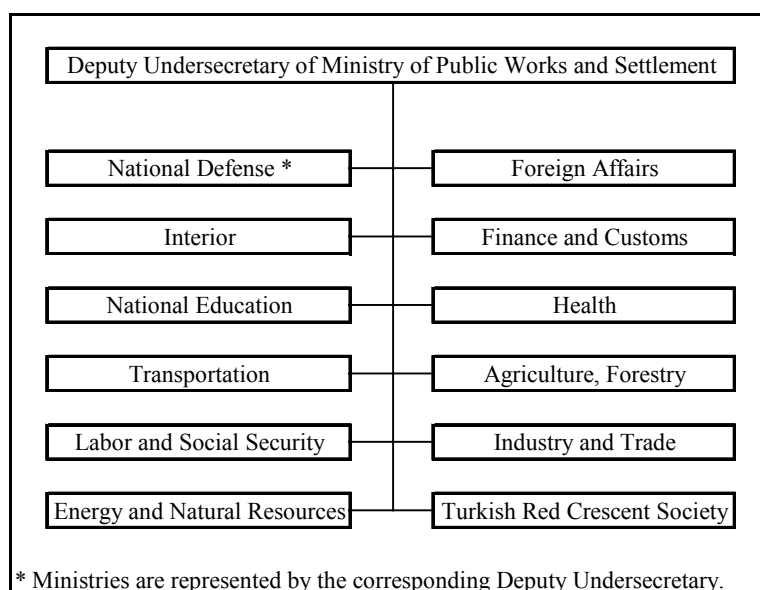 Deputy Undersecretary of Ministry of Public Works and Settlement
National Defense *
Foreign Affairs
Interior
Finance and Customs
National Education
Health
Transportation
Agriculture, Forestry
Labor and Social Security
Industry and Trade
Energy and Natural Resources
Turkish Red Crescent Society
* Ministries are represented by the corresponding Deputy Undersecretary.